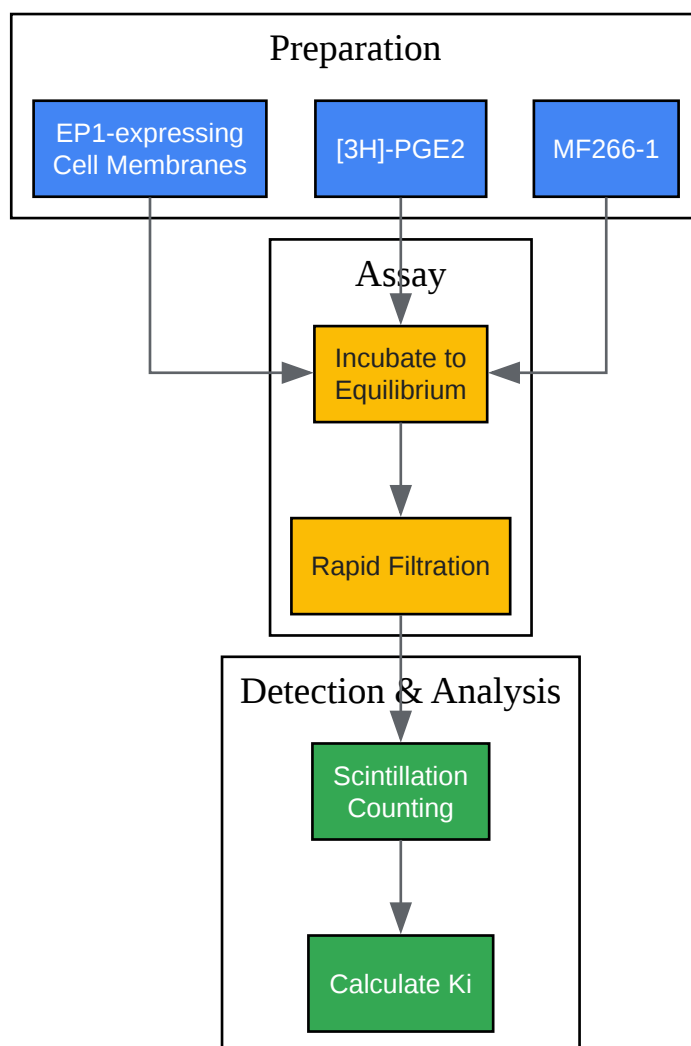 Preparation
EP1-expressing
Cell Membranes
[3H]-PGE2
MF266-1
Assay
Incubate to
Equilibrium
Rapid Filtration
Detection & Analysis
Scintillation
Counting
Calculate Ki